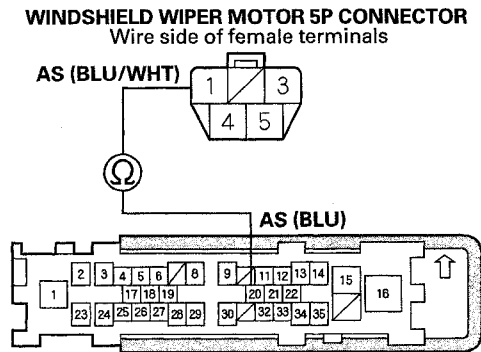 WINDSHIELD WIPER MOTOR 5P CONNECTOR
Wire side of female terminals
AS (BLU/WHT)
1 3
4 5
Ω
AS (BLU)
2 3 4 5 6 8 9 11 12 13 14 15
1 17 18 19 20 21 22 16
23 24 25 26 27 28 29 30 32 33 34 35